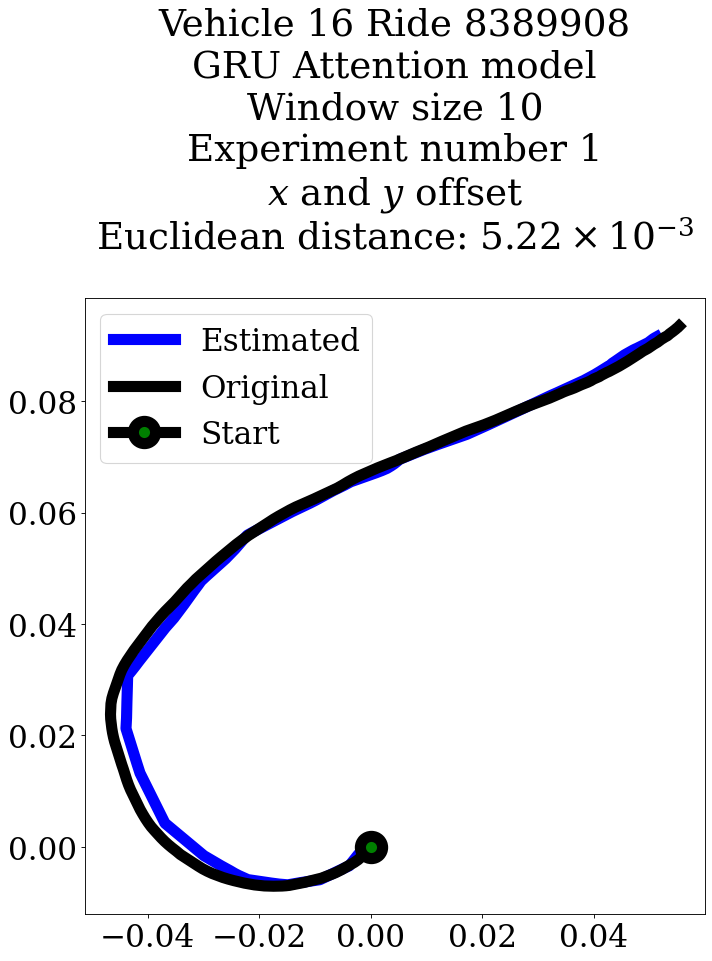 Vehicle 16 Ride 8389908
GRU Attention model
Window size 10
Experiment number 1
x and y offset
Euclidean distance: 5.22 × 10⁻³
Estimated
Original
Start
0.08
0.06
0.04
0.02
0.00
−0.04 −0.02 0.00 0.02 0.04